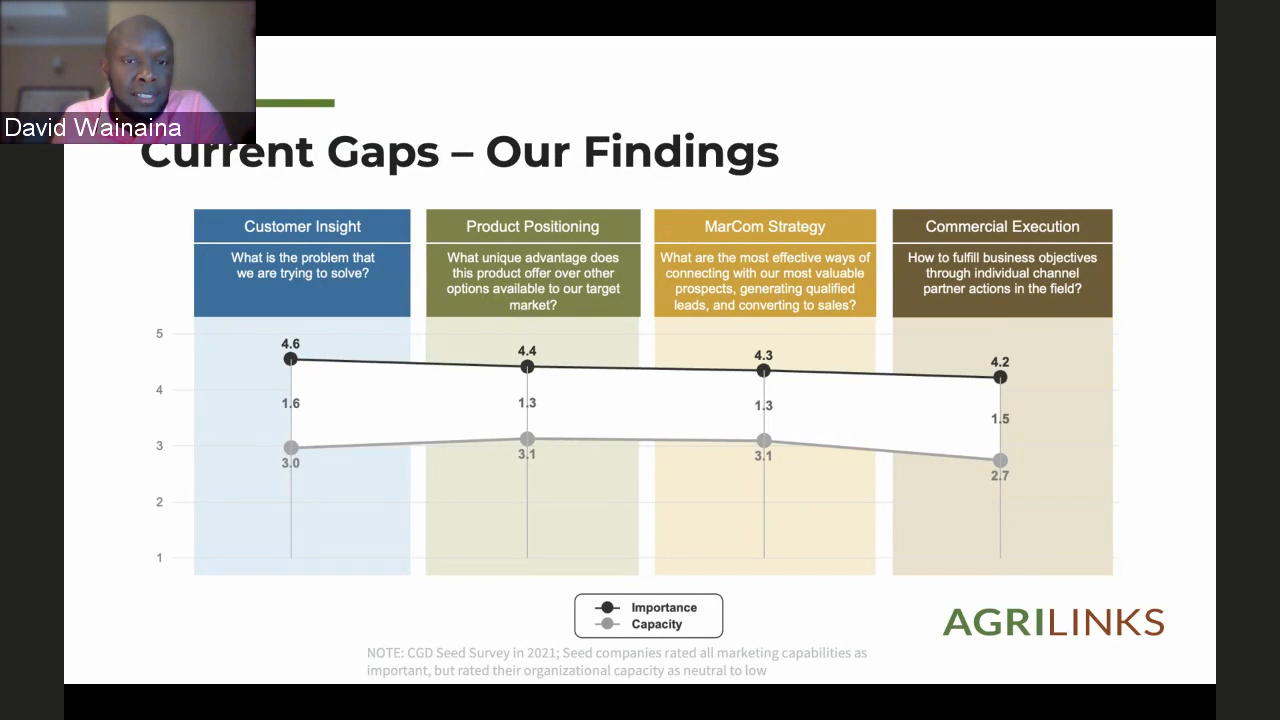 David Wainaina
Current Gaps – Our Findings
Customer Insight
What is the problem that
we are trying to solve?
Product Positioning
What unique advantage does
this product offer over other
options available to our target
market?
MarCom Strategy
What are the most effective ways of
connecting with our most valuable
prospects, generating qualified
leads, and converting to sales?
Commercial Execution
How to fulfill business objectives
through individual channel
partner actions in the field?
5
4
3
2
1
4.6
4.4
4.3
4.2
1.6
1.3
1.3
1.5
3.0
3.1
3.1
2.7
Importance
Capacity
AGRILINKS
NOTE: CGD Seed Survey in 2021; Seed companies rated all marketing capabilities as
important, but rated their organizational capacity as neutral to low